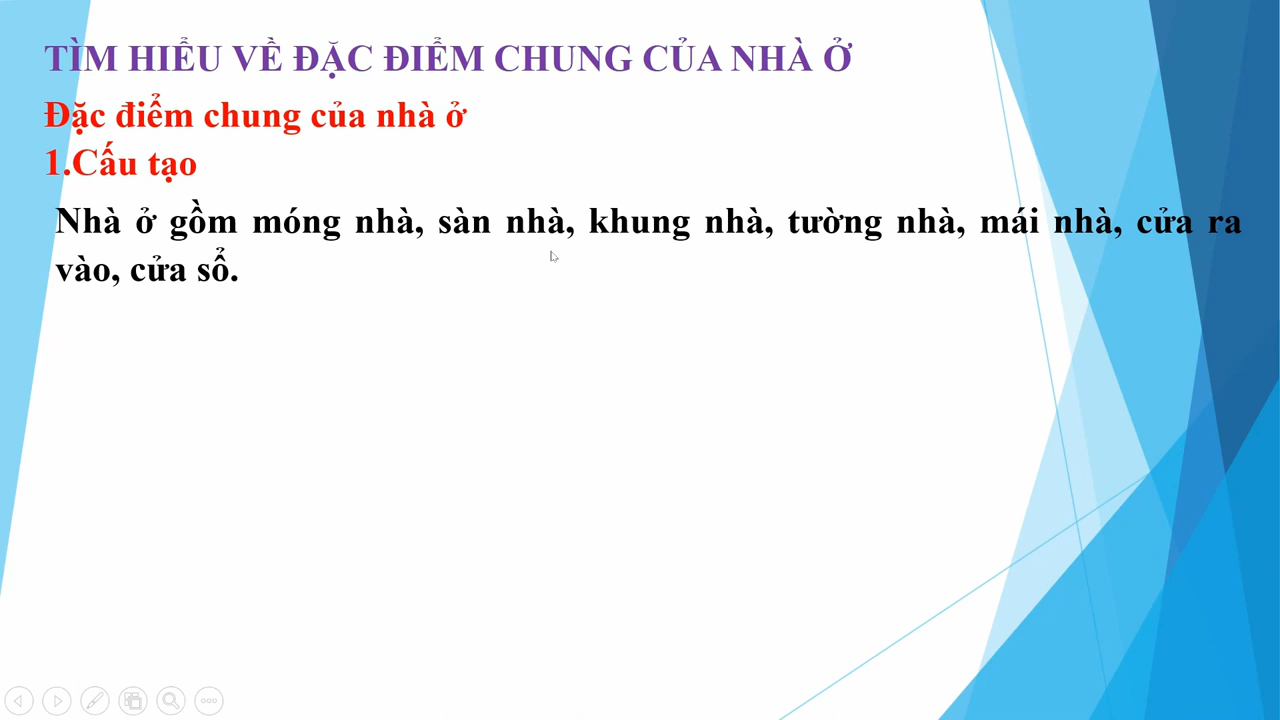 TÌM HIỂU VỀ ĐẶC ĐIỂM CHUNG CỦA NHÀ Ở
Đặc điểm chung của nhà ở
1.Cấu tạo
Nhà ở gồm móng nhà, sàn nhà, khung nhà, tường nhà, mái nhà, cửa ra
vào, cửa sổ.